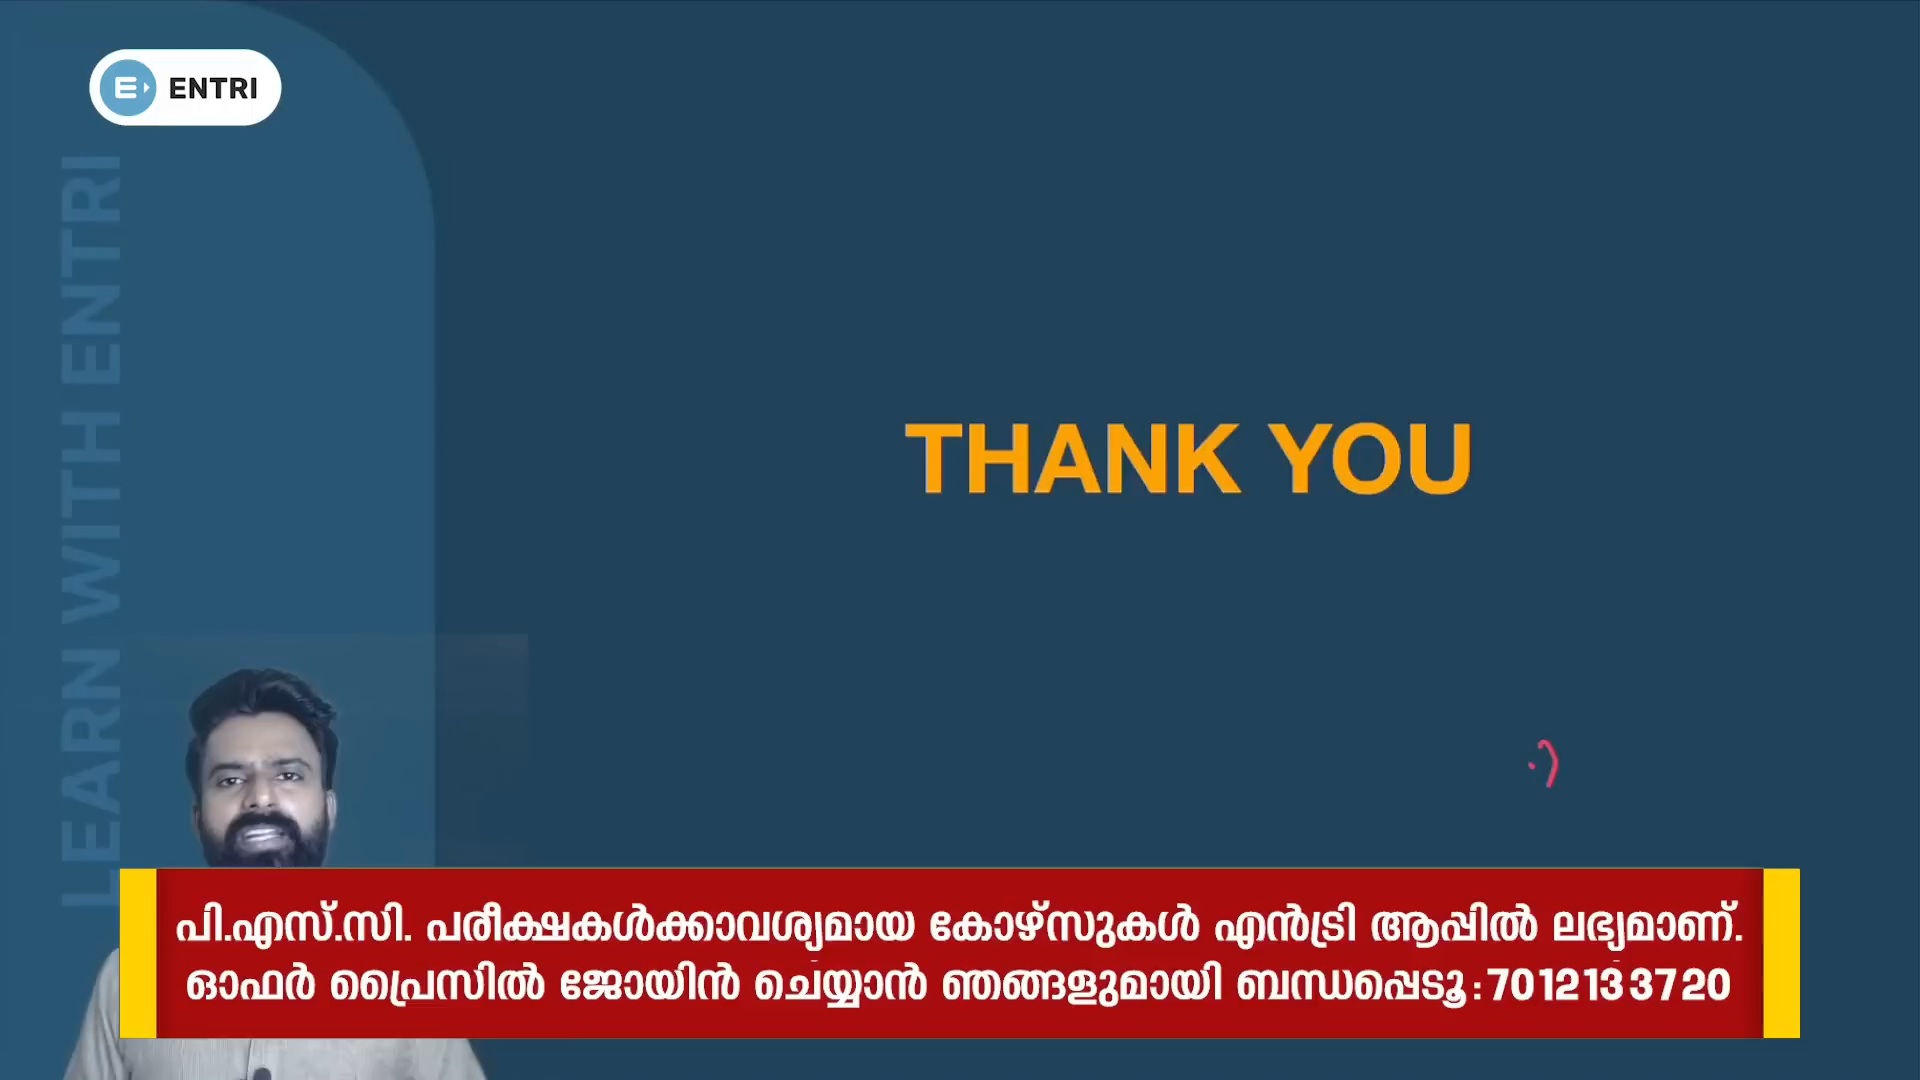 ENTRI
LEARN WITH ENTRI
THANK YOU
പി.എസ്.സി. പരീക്ഷകൾക്കാവശ്യമായ കോഴ്സുകൾ എൻട്രി ആപ്പിൽ ലഭ്യമാണ്.
ഓഫർ പ്രൈസിൽ ജോയിൻ ചെയ്യാൻ ഞങ്ങളുമായി ബന്ധപ്പെടൂ : 7012133720